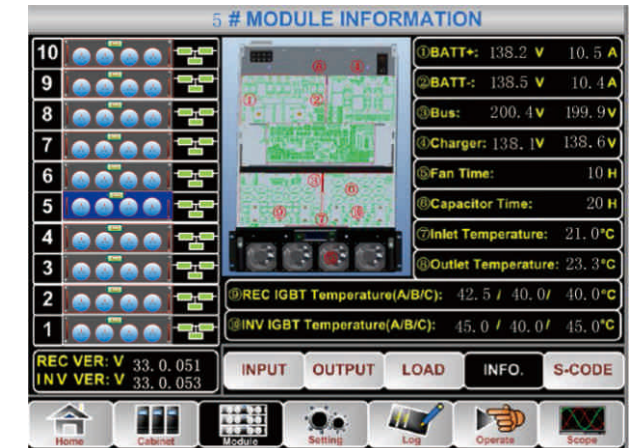 5 # MODULE INFORMATION
10
9
8
7
6
5
4
3
2
1
①BATT+: 138.2 V 10.5 A
②BATT-: 138.5 V 10.4 A
③Bus: 200.4V 199.9V
④Charger: 138.1V 138.6V
⑤Fan Time: 10 H
⑥Capacitor Time: 20 H
⑦Inlet Temperature: 21.0°C
⑧Outlet Temperature: 23.3°C
⑨REC IGBT Temperature(A/B/C): 42.5 / 40.0/ 40.0°C
⑩INV IGBT Temperature(A/B/C): 45.0 / 40.0/ 45.0°C
REC VER: V 33.0.051
INV VER: V 33.0.053
INPUT OUTPUT LOAD INFO. S-CODE
Home Cabinet Module Setting Log Operate Scope